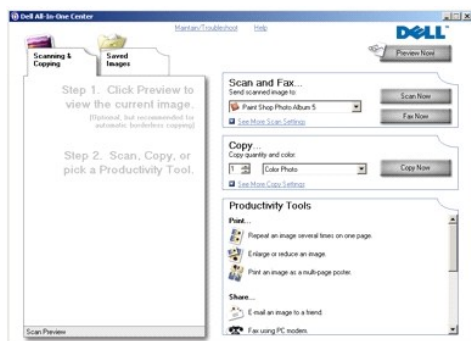 Dell All-In-One Center
Maintain/Troubleshoot Help
DELL
Scanning & Copying
Saved Images
Preview Now!
Step 1. Click Preview to
view the current image.
(Optional, but recommended for
automatic borderless copying)
Step 2. Scan, Copy, or
pick a Productivity Tool.
Scan Preview
Scan and Fax...
Send scanned image to:
Paint Shop Photo Album 5
See More Scan Settings
Scan Now
Fax Now
Copy...
Copy quantity and color.
1 Color Photo
See More Copy Settings
Copy Now
Productivity Tools
Print...
Repeat an image several times on one page.
Enlarge or reduce an image.
Print an image as a multi-page poster.
Share...
E-mail an image to a friend
Fax using PC modem.